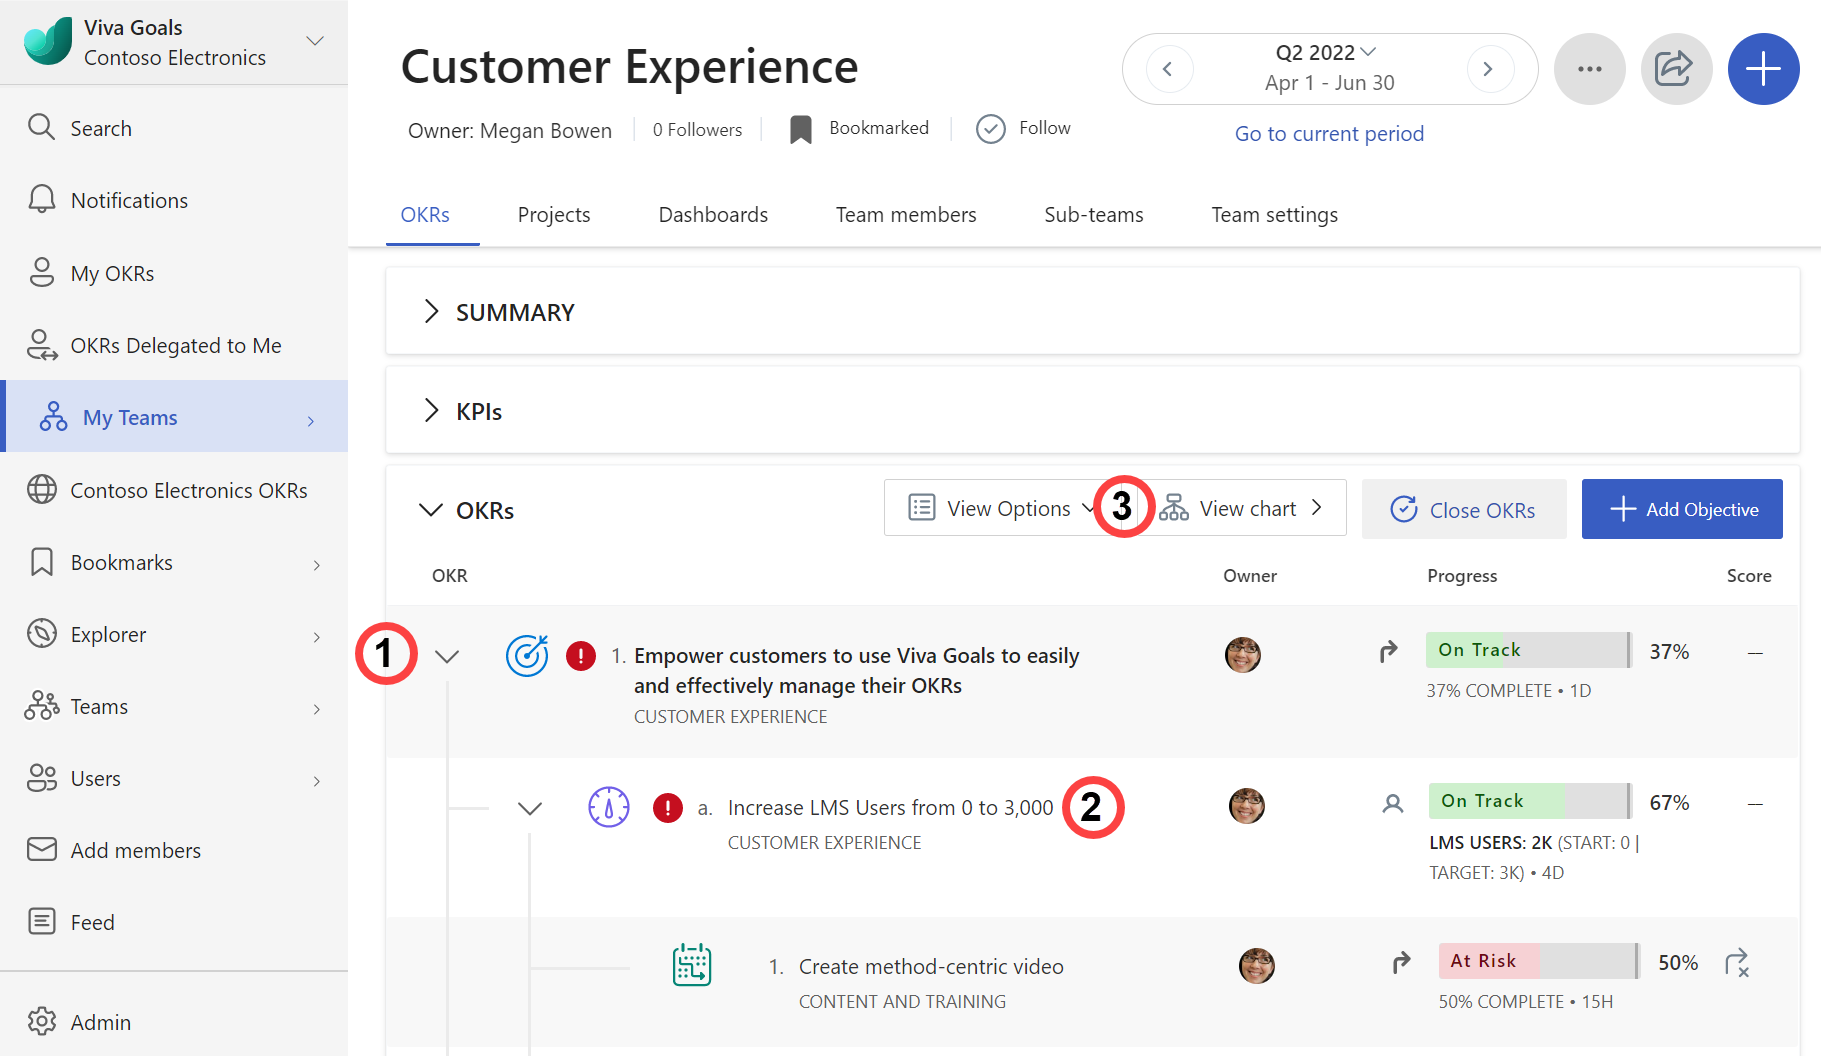 Viva Goals
Contoso Electronics
Search
Notifications
My OKRs
OKRs Delegated to Me
My Teams
Contoso Electronics OKRs
Bookmarks
Explorer
Teams
Users
Add members
Feed
Admin
Customer Experience
Owner: Megan Bowen
0 Followers
Bookmarked
Follow
Q2 2022
Apr 1 - Jun 30
Go to current period
OKRs
Projects
Dashboards
Team members
Sub-teams
Team settings
SUMMARY
KPIs
OKRs
View Options
3
View chart
Close OKRs
Add Objective
OKR
Owner
Progress
Score
1
1. Empower customers to use Viva Goals to easily
and effectively manage their OKRs
CUSTOMER EXPERIENCE
On Track
37%
—
37% COMPLETE • 1D
a. Increase LMS Users from 0 to 3,000
2
CUSTOMER EXPERIENCE
On Track
67%
—
LMS USERS: 2K (START: 0 |
TARGET: 3K) • 4D
1. Create method-centric video
CONTENT AND TRAINING
At Risk
50%
50% COMPLETE • 15H